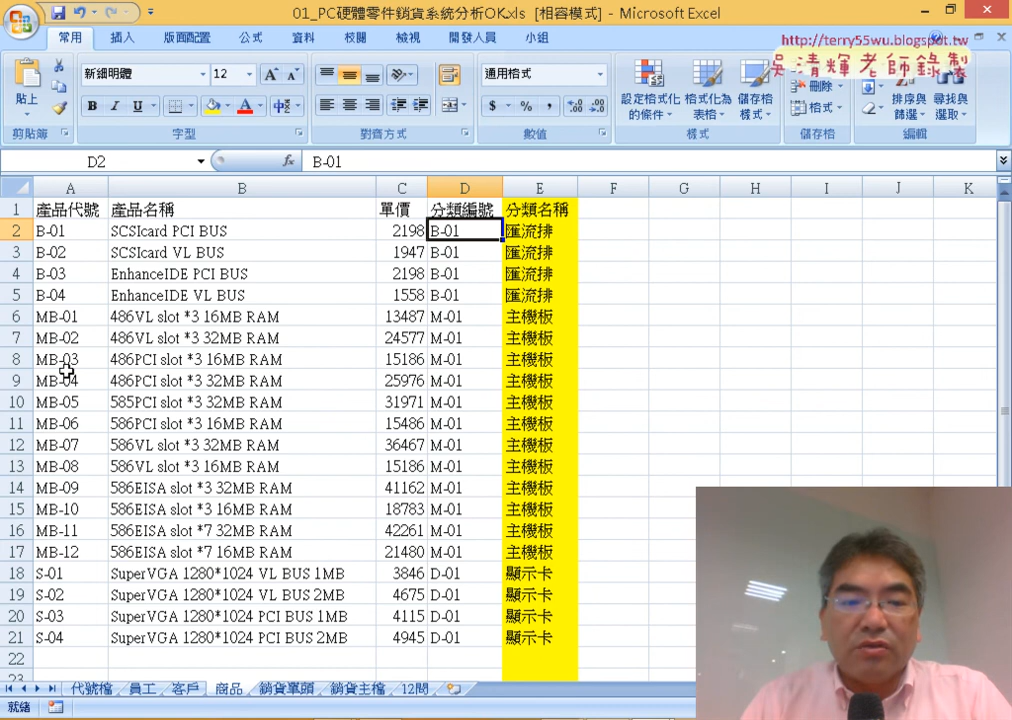 01_PC硬體零件銷貨系統分析OK.xls [相容模式] - Microsoft Excel
常用 插入 版面配置 公式 資料 校閱 檢視 開發人員 小組
http://terry55wu.blogspot.tw
吳清輝老師錄製
貼上 新細明體 12 通用格式 設定格式化的條件 格式化為表格 儲存格樣式 刪除 格式 排序與篩選 尋找與選取
剪貼簿 字型 對齊方式 數值 樣式 儲存格 編輯
D2 fx B-01
A B C D E F G H I J K
1 產品代號 產品名稱 單價 分類編號 分類名稱
2 B-01 SCSIcard PCI BUS 2198 B-01 匯流排
3 B-02 SCSIcard VL BUS 1947 B-01 匯流排
4 B-03 EnhanceIDE PCI BUS 2198 B-01 匯流排
5 B-04 EnhanceIDE VL BUS 1558 B-01 匯流排
6 MB-01 486VL slot *3 16MB RAM 13487 M-01 主機板
7 MB-02 486VL slot *3 32MB RAM 24577 M-01 主機板
8 MB-03 486PCI slot *3 16MB RAM 15186 M-01 主機板
9 MB-04 486PCI slot *3 32MB RAM 25976 M-01 主機板
10 MB-05 585PCI slot *3 32MB RAM 31971 M-01 主機板
11 MB-06 586PCI slot *3 16MB RAM 15486 M-01 主機板
12 MB-07 586VL slot *3 32MB RAM 36467 M-01 主機板
13 MB-08 586VL slot *3 16MB RAM 15186 M-01 主機板
14 MB-09 586EISA slot *3 32MB RAM 41162 M-01 主機板
15 MB-10 586EISA slot *3 16MB RAM 18783 M-01 主機板
16 MB-11 586EISA slot *7 32MB RAM 42261 M-01 主機板
17 MB-12 586EISA slot *7 16MB RAM 21480 M-01 主機板
18 S-01 SuperVGA 1280*1024 VL BUS 1MB 3846 D-01 顯示卡
19 S-02 SuperVGA 1280*1024 VL BUS 2MB 4675 D-01 顯示卡
20 S-03 SuperVGA 1280*1024 PCI BUS 1MB 4115 D-01 顯示卡
21 S-04 SuperVGA 1280*1024 PCI BUS 2MB 4945 D-01 顯示卡
22
23
代號檔 員工 客戶 商品 銷貨單頭 銷貨主檔 12問
就緒